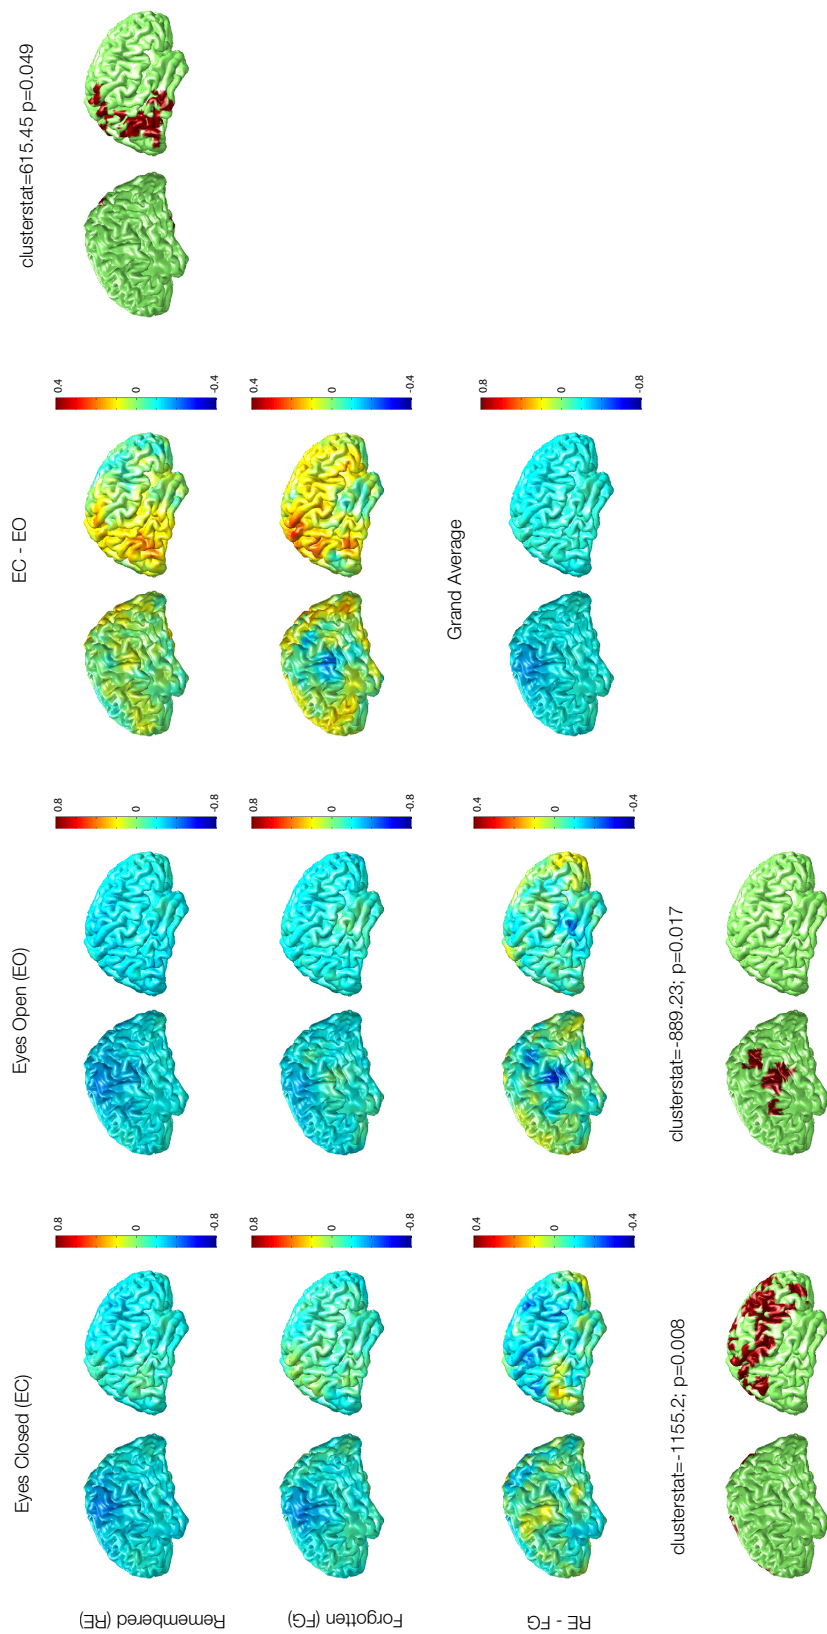 Eyes Closed (EC)
Eyes Open (EO)
EC - EO
clusterstat=615.45 p=0.049
Remembered (RE)
0.8
0
-0.8
0.8
0
-0.8
0.4
0
-0.4
Forgotten (FG)
0.8
0
-0.8
0.8
0
-0.8
0.4
0
-0.4
Grand Average
RE - FG
0.4
0
-0.4
0.4
0
-0.4
0.8
0
-0.8
clusterstat=-1155.2; p=0.008
clusterstat=-889.23; p=0.017